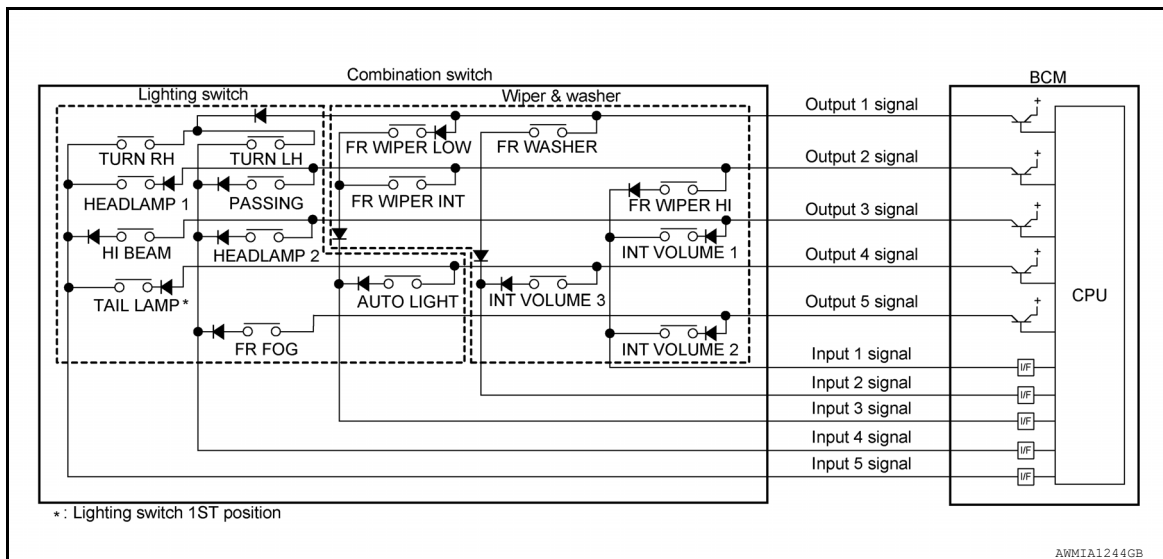 Combination switch
BCM
Lighting switch
Wiper & washer
Output 1 signal
+
TURN RH
TURN LH
FR WIPER LOW
FR WASHER
Output 2 signal
+
HEADLAMP 1
PASSING
FR WIPER INT
FR WIPER HI
Output 3 signal
+
HI BEAM
HEADLAMP 2
INT VOLUME 1
Output 4 signal
+
TAIL LAMP*
AUTO LIGHT
INT VOLUME 3
CPU
Output 5 signal
+
FR FOG
INT VOLUME 2
Input 1 signal
I/F
Input 2 signal
I/F
Input 3 signal
I/F
Input 4 signal
I/F
Input 5 signal
I/F
*: Lighting switch 1ST position
AWMIA1244GB